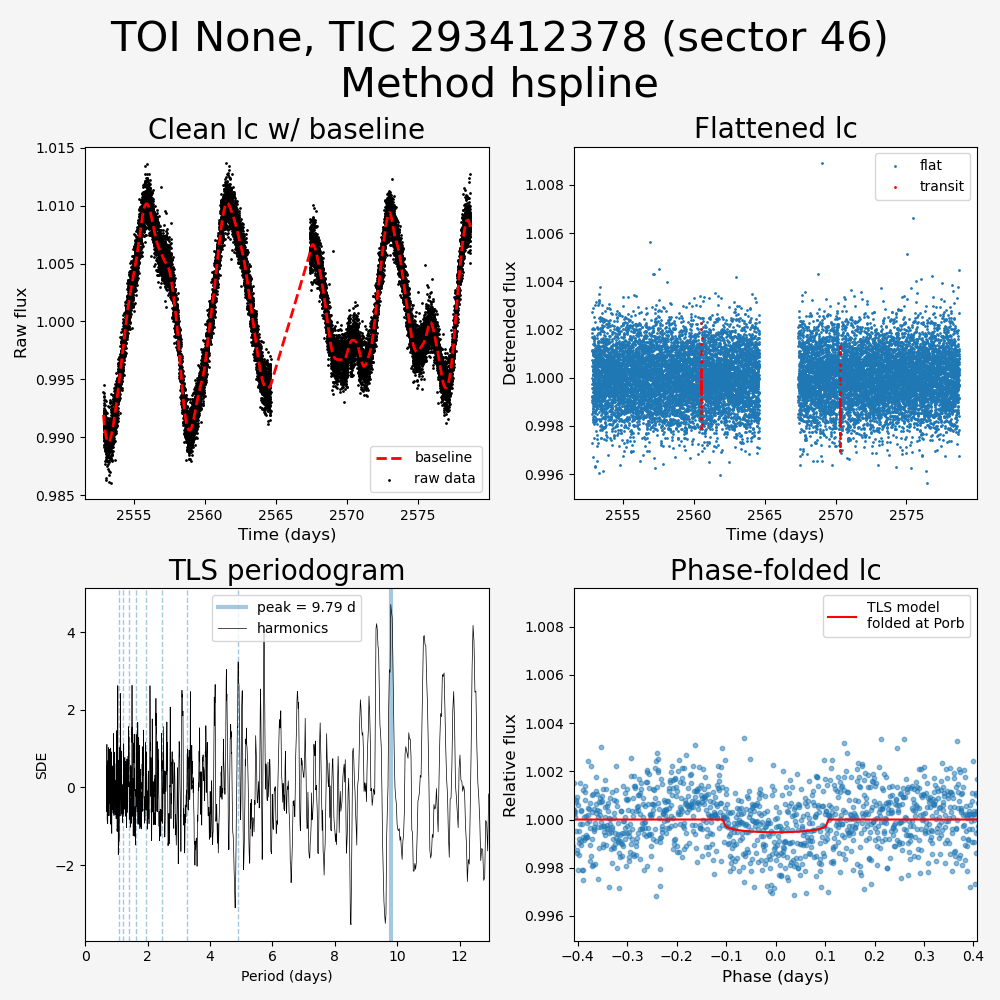 TOI None, TIC 293412378 (sector 46)
Method hspline
Clean lc w/ baseline
1.015
1.010
1.005
1.000
0.995
0.990
0.985
Raw flux
baseline
raw data
2555 2560 2565 2570 2575
Time (days)
Flattened lc
1.008
1.006
1.004
1.002
1.000
0.998
0.996
Detrended flux
flat
transit
2555 2560 2565 2570 2575
Time (days)
TLS periodogram
4
2
0
−2
SDE
peak = 9.79 d
harmonics
0 2 4 6 8 10 12
Period (days)
Phase-folded lc
1.008
1.006
1.004
1.002
1.000
0.998
0.996
Relative flux
TLS model
folded at Porb
−0.4 −0.3 −0.2 −0.1 0.0 0.1 0.2 0.3 0.4
Phase (days)